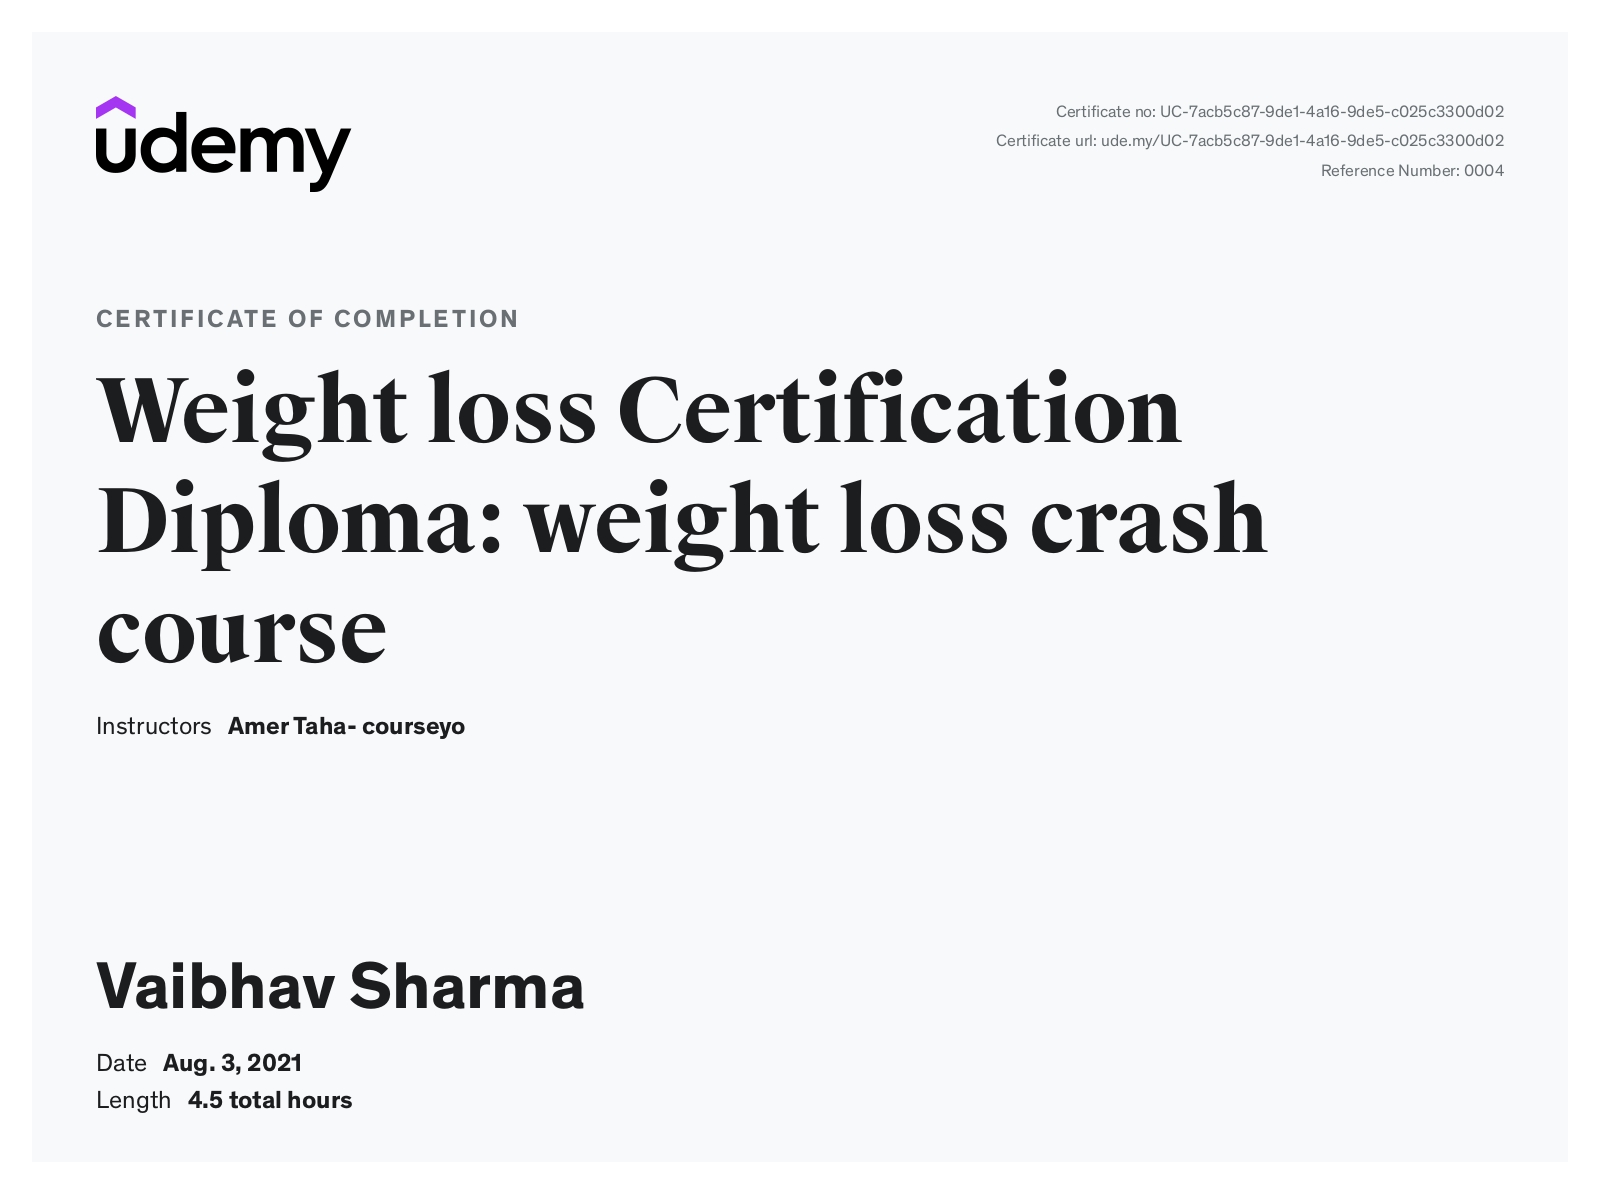 udemy
Certificate no: UC-7acb5c87-9de1-4a16-9de5-c025c3300d02
Certificate url: ude.my/UC-7acb5c87-9de1-4a16-9de5-c025c3300d02
Reference Number: 0004
CERTIFICATE OF COMPLETION
Weight loss Certification
Diploma: weight loss crash
course
Instructors Amer Taha- courseyo
Vaibhav Sharma
Date Aug. 3, 2021
Length 4.5 total hours